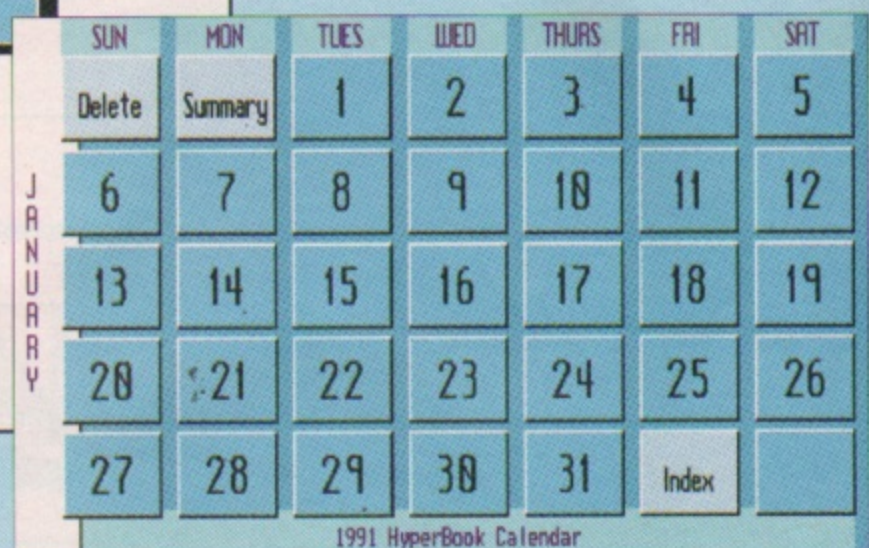 SUN MON TUES WED THURS FRI SAT
Delete Summary 1 2 3 4 5
6 7 8 9 10 11 12
13 14 15 16 17 18 19
20 21 22 23 24 25 26
27 28 29 30 31 Index
JANUARY
1991 HyperBook Calendar